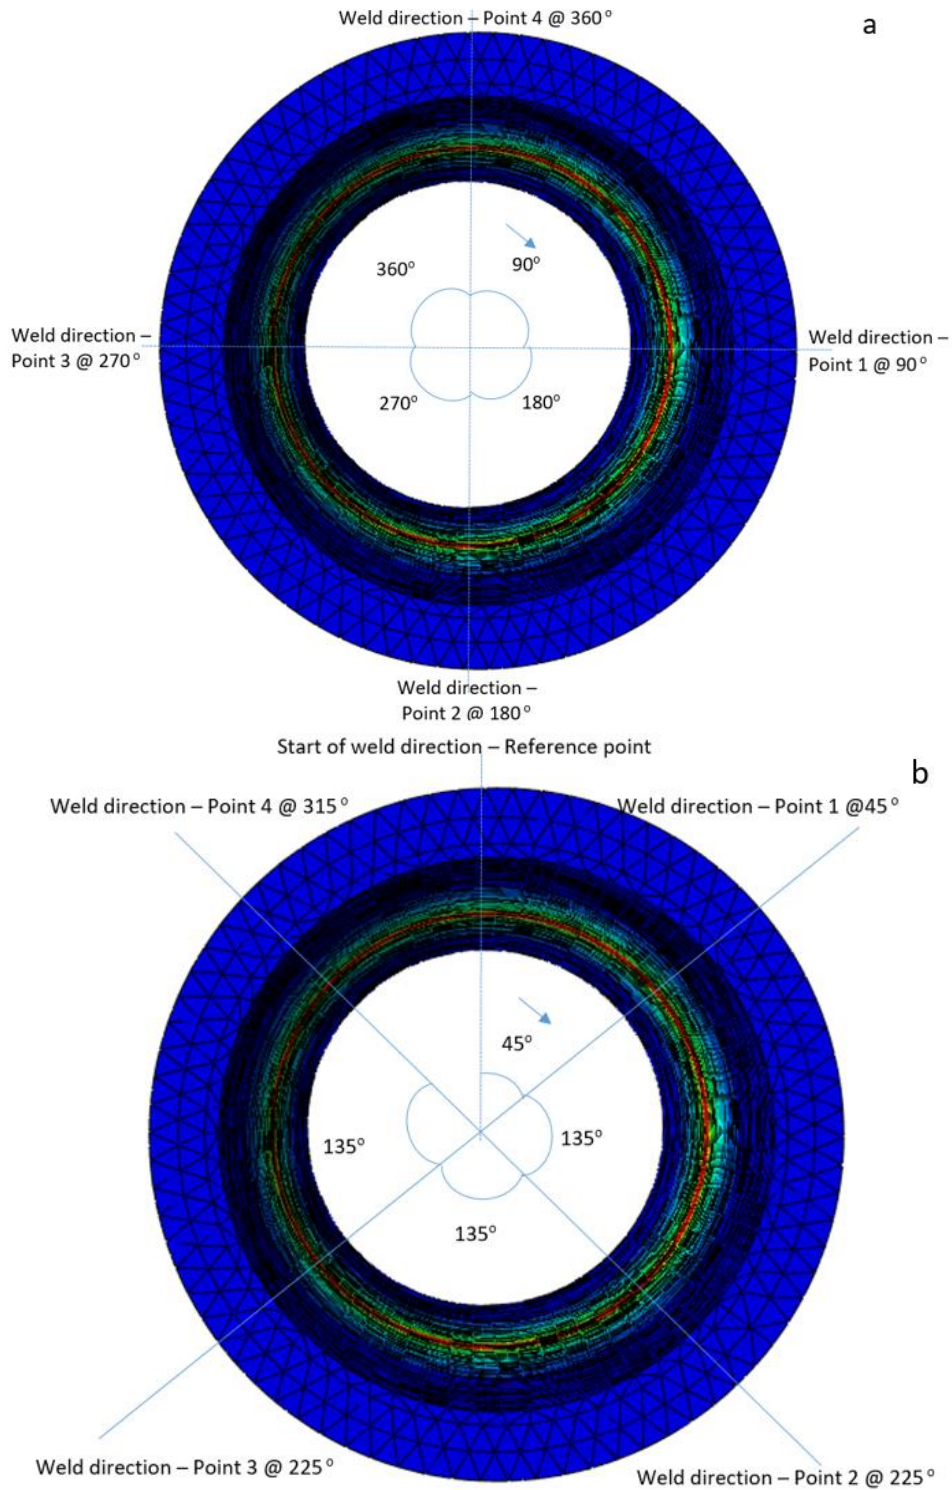 Weld direction – Point 4 @ 360°
a
360°
90°
Weld direction –
Point 3 @ 270°
Weld direction –
Point 1 @ 90°
270°
180°
Weld direction –
Point 2 @ 180°
Start of weld direction – Reference point
b
Weld direction – Point 4 @ 315°
Weld direction – Point 1 @45°
45°
135°
135°
135°
Weld direction – Point 3 @ 225°
Weld direction – Point 2 @ 225°